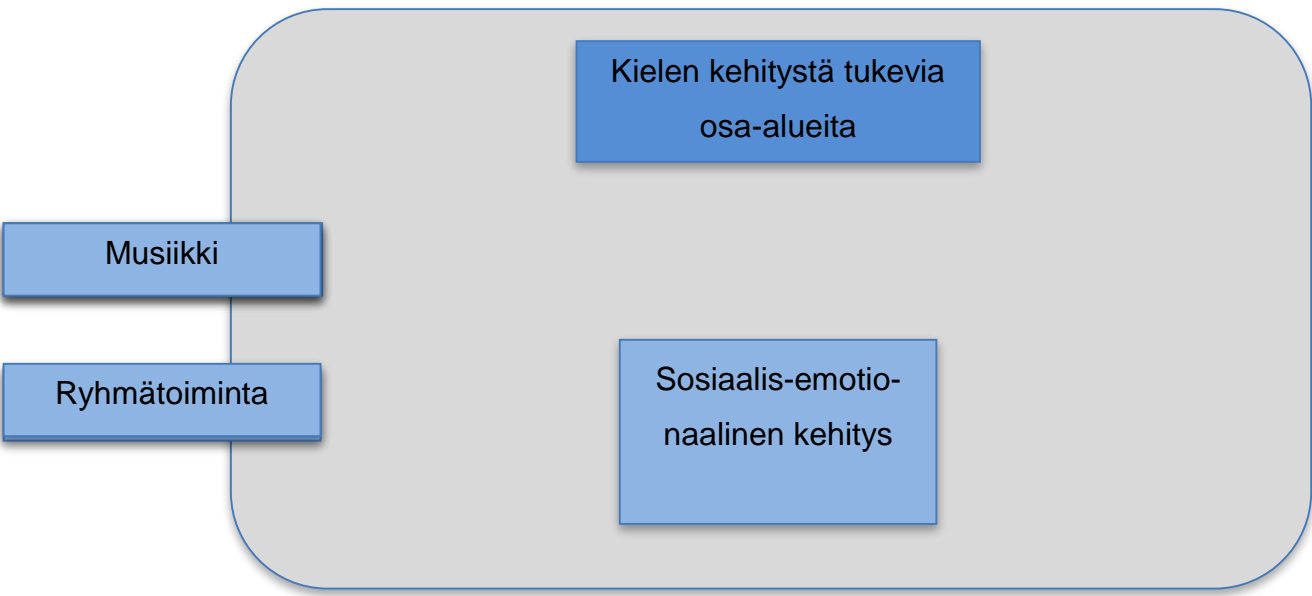 Kielen kehitystä tukevia
osa-alueita
Musiikki
Ryhmätoiminta
Sosiaalis-emotio-
naalinen kehitys